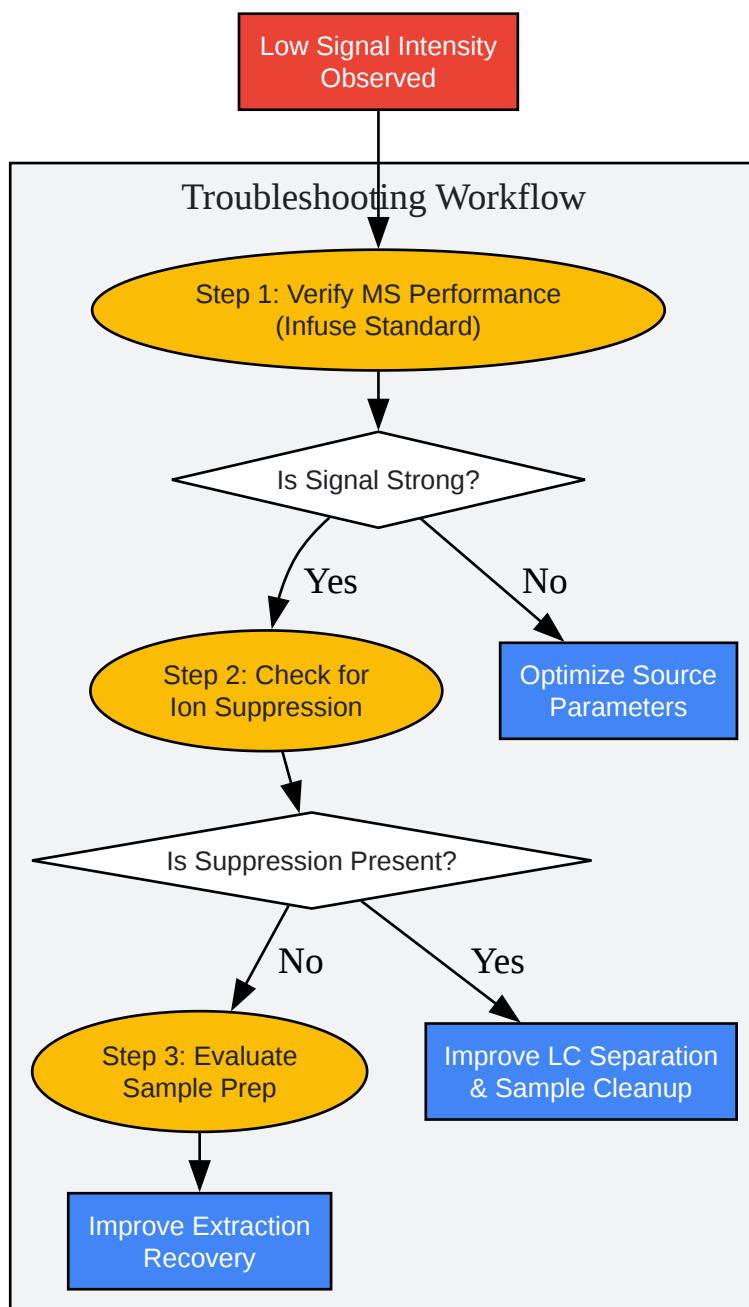 Low Signal Intensity
Observed
Troubleshooting Workflow
Step 1: Verify MS Performance
(Infuse Standard)
Is Signal Strong?
Yes
No
Step 2: Check for
Ion Suppression
Optimize Source
Parameters
Is Suppression Present?
No
Yes
Step 3: Evaluate
Sample Prep
Improve LC Separation
& Sample Cleanup
Improve Extraction
Recovery